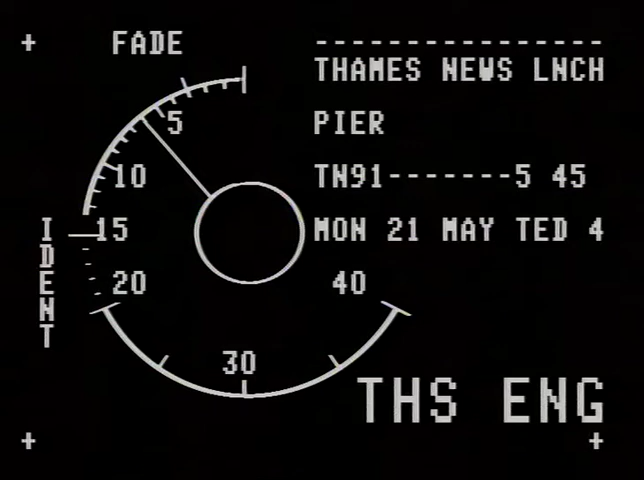 + FADE ----------------
THAMES NEWS LNCH
5 PIER
10 TN91-------5 45
IDENT 15 MON 21 MAY TED 4
20 40
30
THS ENG
+ +